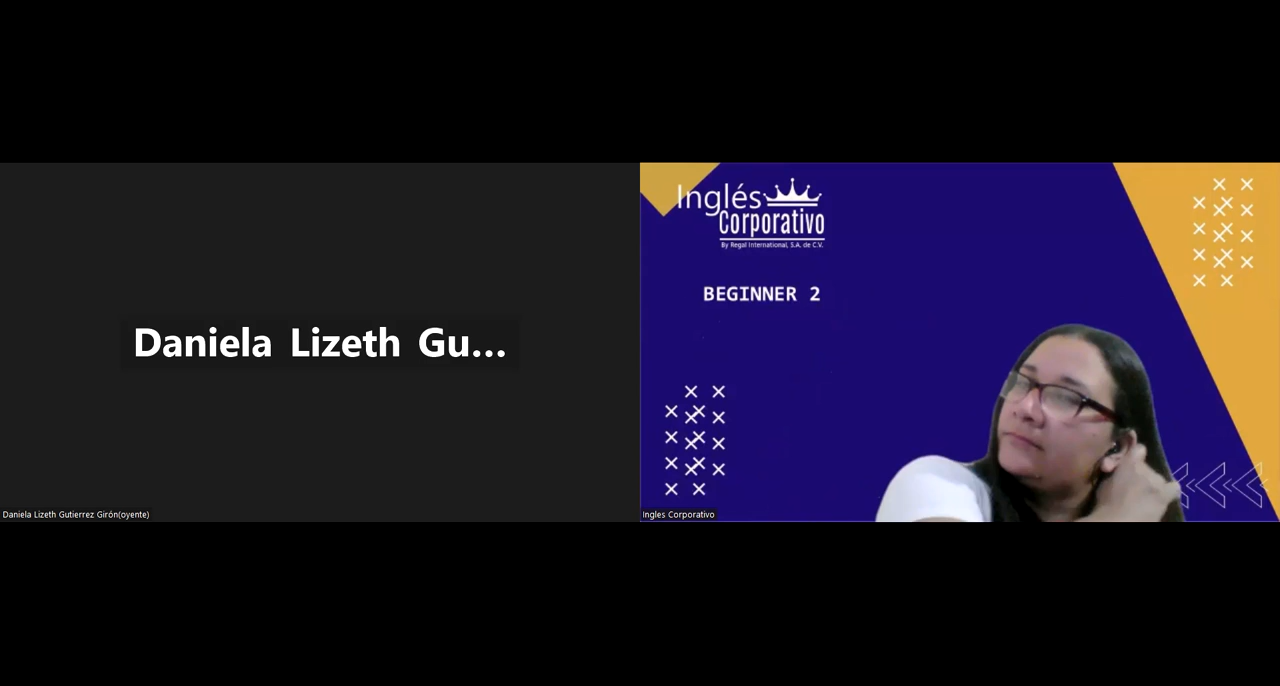 Daniela Lizeth Gu...
Daniela Lizeth Gutierrez Girón(oyente)
Inglés
Corporativo
By Regal International, S.A. de C.V.
BEGINNER 2
Ingles Corporativo